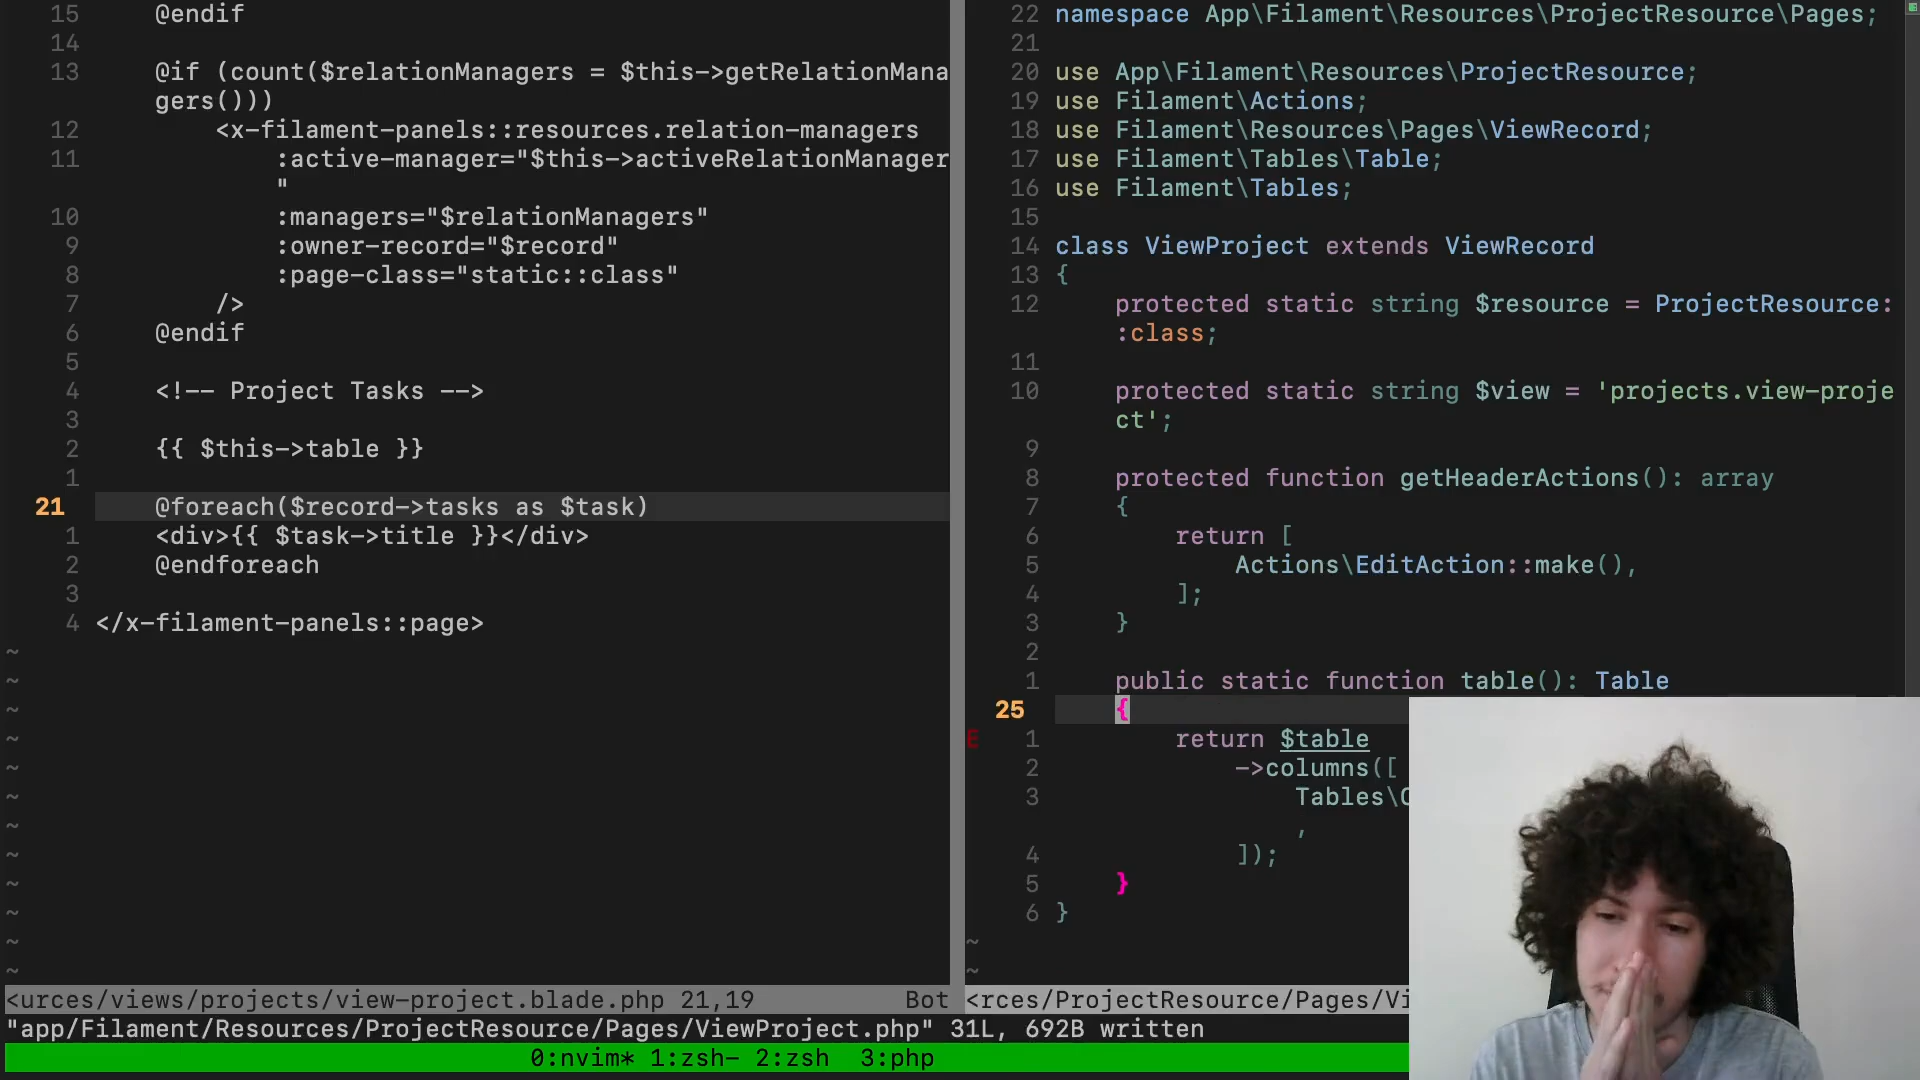 15 @endif
14
13 @if (count($relationManagers = $this->getRelationMana
gers()))
12 <x-filament-panels::resources.relation-managers
11 :active-manager="$this->activeRelationManager
"
10 :managers="$relationManagers"
9 :owner-record="$record"
8 :page-class="static::class"
7 />
6 @endif
5
4 <!-- Project Tasks -->
3
2 {{ $this->table }}
1
21 @foreach($record->tasks as $task)
1 <div>{{ $task->title }}</div>
2 @endforeach
3
4 </x-filament-panels::page>
~
~
~
~
~
~
~
~
~
~
~
~
<urces/views/projects/view-project.blade.php 21,19 Bot
22 namespace App\Filament\Resources\ProjectResource\Pages;
21
20 use App\Filament\Resources\ProjectResource;
19 use Filament\Actions;
18 use Filament\Resources\Pages\ViewRecord;
17 use Filament\Tables\Table;
16 use Filament\Tables;
15
14 class ViewProject extends ViewRecord
13 {
12 protected static string $resource = ProjectResource:
:class;
11
10 protected static string $view = 'projects.view-proje
ct';
9
8 protected function getHeaderActions(): array
7 {
6 return [
5 Actions\EditAction::make(),
4 ];
3 }
2
1 public static function table(): Table
25 {
E 1 return $table
2 ->columns([
3 Tables\
,
4 ]);
5 }
6 }
~
~
<rces/ProjectResource/Pages/Vi
"app/Filament/Resources/ProjectResource/Pages/ViewProject.php" 31L, 692B written
0:nvim* 1:zsh- 2:zsh 3:php